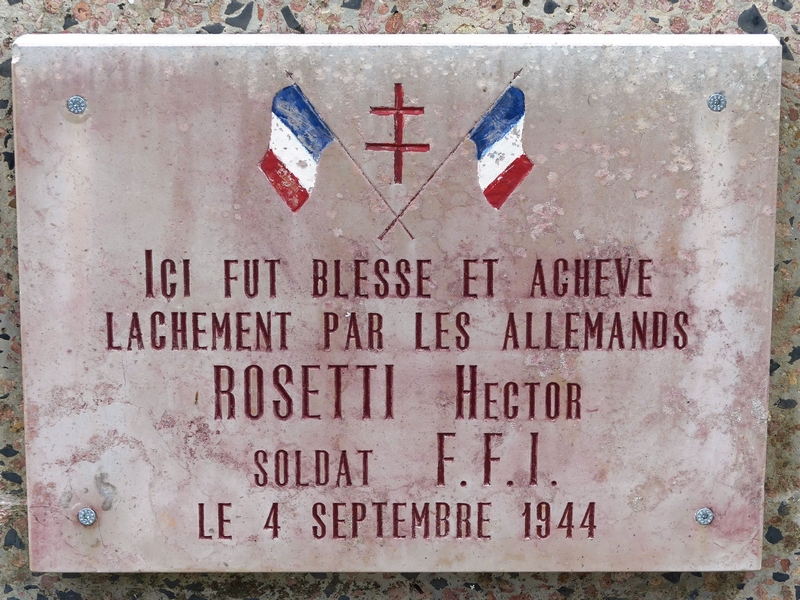 ICI FUT BLESSE ET ACHEVE
LACHEMENT PAR LES ALLEMANDS
ROSETTI HECTOR
SOLDAT F.F.I.
LE 4 SEPTEMBRE 1944